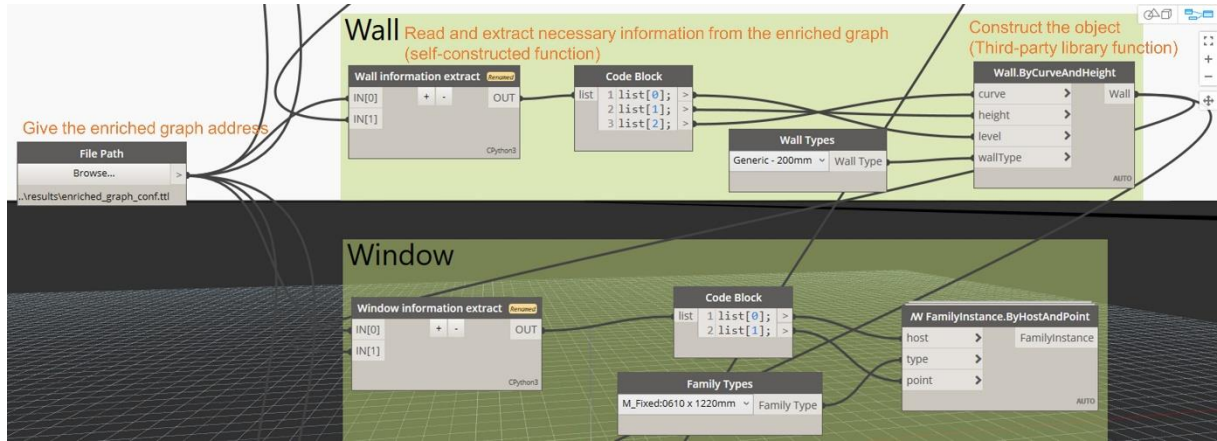 Wall
Read and extract necessary information from the enriched graph
(self-constructed function)
Construct the object
(Third-party library function)
Give the enriched graph address
File Path
Browse...
>
..\results\enriched_graph_conf.ttl
Wall information extract
Renamed
IN[0]
+
-
OUT
IN[1]
CPython3
Code Block
list
1 list[0];
>
2 list[1];
>
3 list[2];
>
Wall Types
Generic - 200mm
Wall Type
Wall.ByCurveAndHeight
curve
>
Wall
height
>
level
>
wallType
>
AUTO
+
-
Window
Window information extract
Renamed
IN[0]
+
-
OUT
IN[1]
CPython3
Code Block
list
1 list[0];
>
2 list[1];
>
Family Types
M_Fixed:0610 x 1220mm
Family Type
FamilyInstance.ByHostAndPoint
host
>
FamilyInstance
type
>
point
>
AUTO